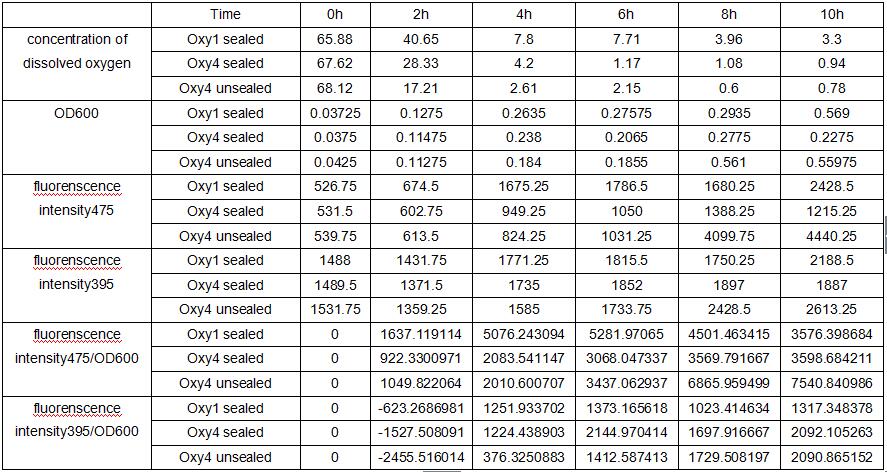 Time 0h 2h 4h 6h 8h 10h
concentration of dissolved oxygen Oxy1 sealed 65.88 40.65 7.8 7.71 3.96 3.3
Oxy4 sealed 67.62 28.33 4.2 1.17 1.08 0.94
Oxy4 unsealed 68.12 17.21 2.61 2.15 0.6 0.78
OD600 Oxy1 sealed 0.03725 0.1275 0.2635 0.27575 0.2935 0.569
Oxy4 sealed 0.0375 0.11475 0.238 0.2065 0.2775 0.2275
Oxy4 unsealed 0.0425 0.11275 0.184 0.1855 0.561 0.55975
fluorenscence intensity475 Oxy1 sealed 526.75 674.5 1675.25 1786.5 1680.25 2428.5
Oxy4 sealed 531.5 602.75 949.25 1050 1388.25 1215.25
Oxy4 unsealed 539.75 613.5 824.25 1031.25 4099.75 4440.25
fluorenscence intensity395 Oxy1 sealed 1488 1431.75 1771.25 1815.5 1750.25 2188.5
Oxy4 sealed 1489.5 1371.5 1735 1852 1897 1887
Oxy4 unsealed 1531.75 1359.25 1585 1733.75 2428.5 2613.25
fluorenscence intensity475/OD600 Oxy1 sealed 0 1637.119114 5076.243094 5281.97065 4501.463415 3576.398684
Oxy4 sealed 0 922.3300971 2083.541147 3068.047337 3569.791667 3598.684211
Oxy4 unsealed 0 1049.822064 2010.600707 3437.062937 6865.959499 7540.840986
fluorenscence intensity395/OD600 Oxy1 sealed 0 -623.2686981 1251.933702 1373.165618 1023.414634 1317.348378
Oxy4 sealed 0 -1527.508091 1224.438903 2144.970414 1697.916667 2092.105263
Oxy4 unsealed 0 -2455.516014 376.3250883 1412.587413 1729.508197 2090.865152